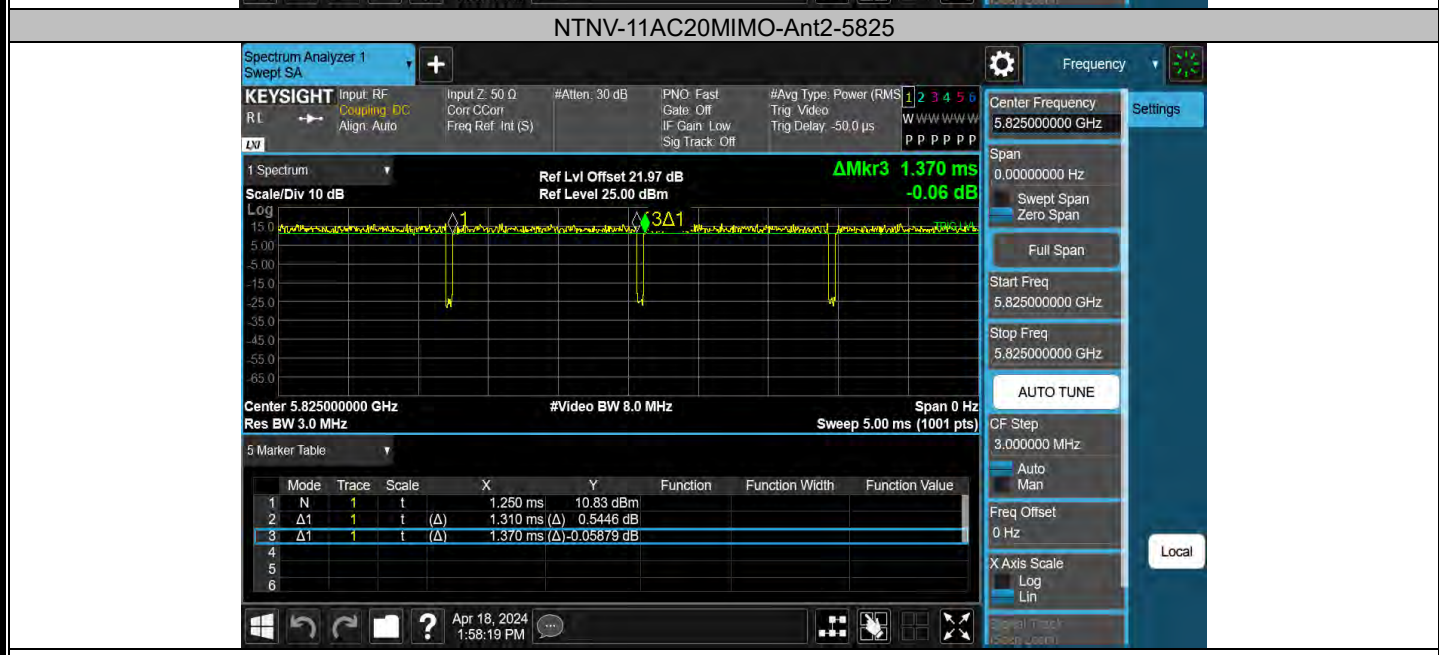 NTNV-11AC20MIMO-Ant2-5825
Spectrum Analyzer 1
Swept SA
Frequency
KEYSIGHT
RL
LXI
Input: RF
Coupling: DC
Align: Auto
Input Z: 50 Ω
Corr CCorr
Freq Ref: Int (S)
#Atten: 30 dB
PNO: Fast
Gate: Off
IF Gain: Low
Sig Track: Off
#Avg Type: Power (RMS
Trig: Video
Trig Delay: -50.0 µs
1 2 3 4 5 6
W W W W W W
P P P P P P
1 Spectrum
Scale/Div 10 dB
Ref Lvl Offset 21.97 dB
Ref Level 25.00 dBm
ΔMkr3 1.370 ms
-0.06 dB
Log
15.0
5.00
-5.00
-15.0
-25.0
-35.0
-45.0
-55.0
-65.0
1
3Δ1
TRIG LVL
Center 5.825000000 GHz
#Video BW 8.0 MHz
Span 0 Hz
Res BW 3.0 MHz
Sweep 5.00 ms (1001 pts)
5 Marker Table
Mode Trace Scale X Y Function Function Width Function Value
1 N 1 t 1.250 ms 10.83 dBm
2 Δ1 1 t (Δ) 1.310 ms (Δ) 0.5446 dB
3 Δ1 1 t (Δ) 1.370 ms (Δ) -0.05879 dB
4
5
6
Apr 18, 2024
1:58:19 PM
Center Frequency
5.825000000 GHz
Settings
Span
0.00000000 Hz
Swept Span
Zero Span
Full Span
Start Freq
5.825000000 GHz
Stop Freq
5.825000000 GHz
AUTO TUNE
CF Step
3.000000 MHz
Auto
Man
Freq Offset
0 Hz
X Axis Scale
Log
Lin
Local
Signal Track
(Span Zoom)